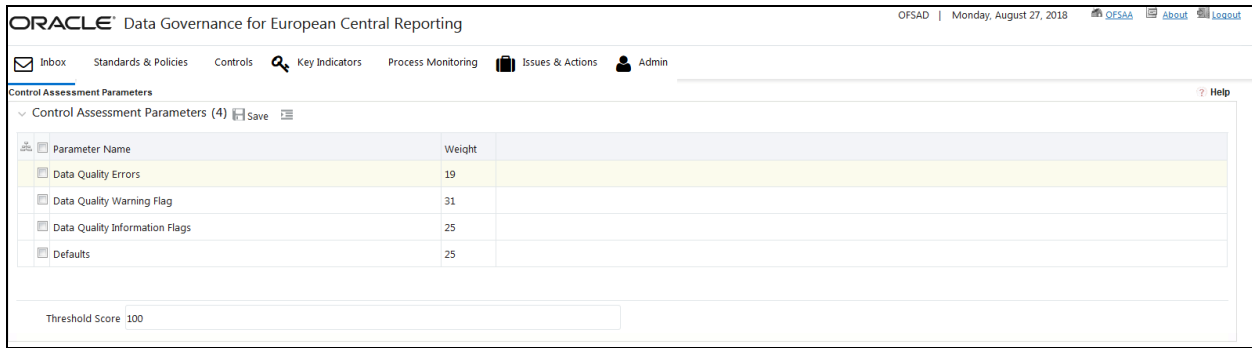 ORACLE® Data Governance for European Central Reporting
OFSAD | Monday, August 27, 2018 OFSAA About Logout
Inbox Standards & Policies Controls Key Indicators Process Monitoring Issues & Actions Admin
Control Assessment Parameters ? Help
Control Assessment Parameters (4) Save
Parameter Name Weight
Data Quality Errors 19
Data Quality Warning Flag 31
Data Quality Information Flags 25
Defaults 25
Threshold Score 100